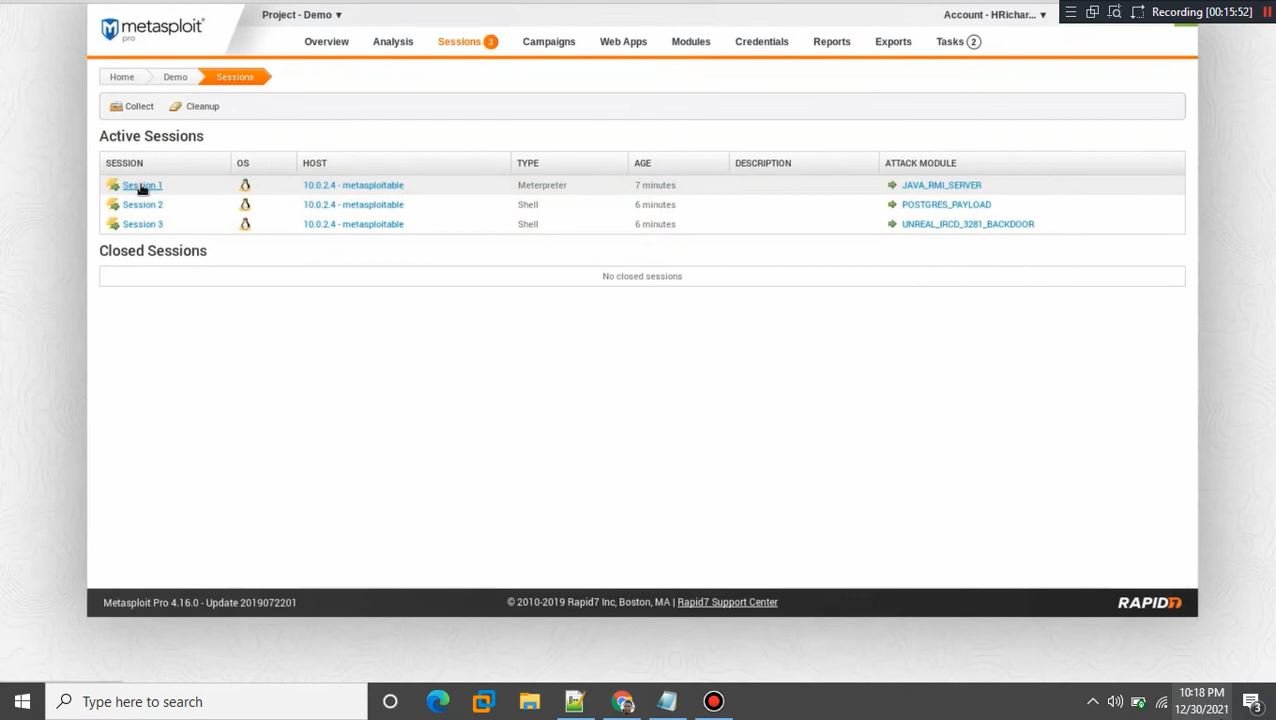 metasploit
pro
Project - Demo ▼
Account - HRichar... ▼
Recording [00:15:52]
Overview
Analysis
Sessions 3
Campaigns
Web Apps
Modules
Credentials
Reports
Exports
Tasks 2
Home
Demo
Sessions
Collect
Cleanup
Active Sessions
SESSION OS HOST TYPE AGE DESCRIPTION ATTACK MODULE
Session 1 10.0.2.4 - metasploitable Meterpreter 7 minutes JAVA_RMI_SERVER
Session 2 10.0.2.4 - metasploitable Shell 6 minutes POSTGRES_PAYLOAD
Session 3 10.0.2.4 - metasploitable Shell 6 minutes UNREAL_IRCD_3281_BACKDOOR
Closed Sessions
No closed sessions
Metasploit Pro 4.16.0 - Update 2019072201
© 2010-2019 Rapid7 Inc, Boston, MA | Rapid7 Support Center
RAPID7
Type here to search
10:18 PM
12/30/2021
3